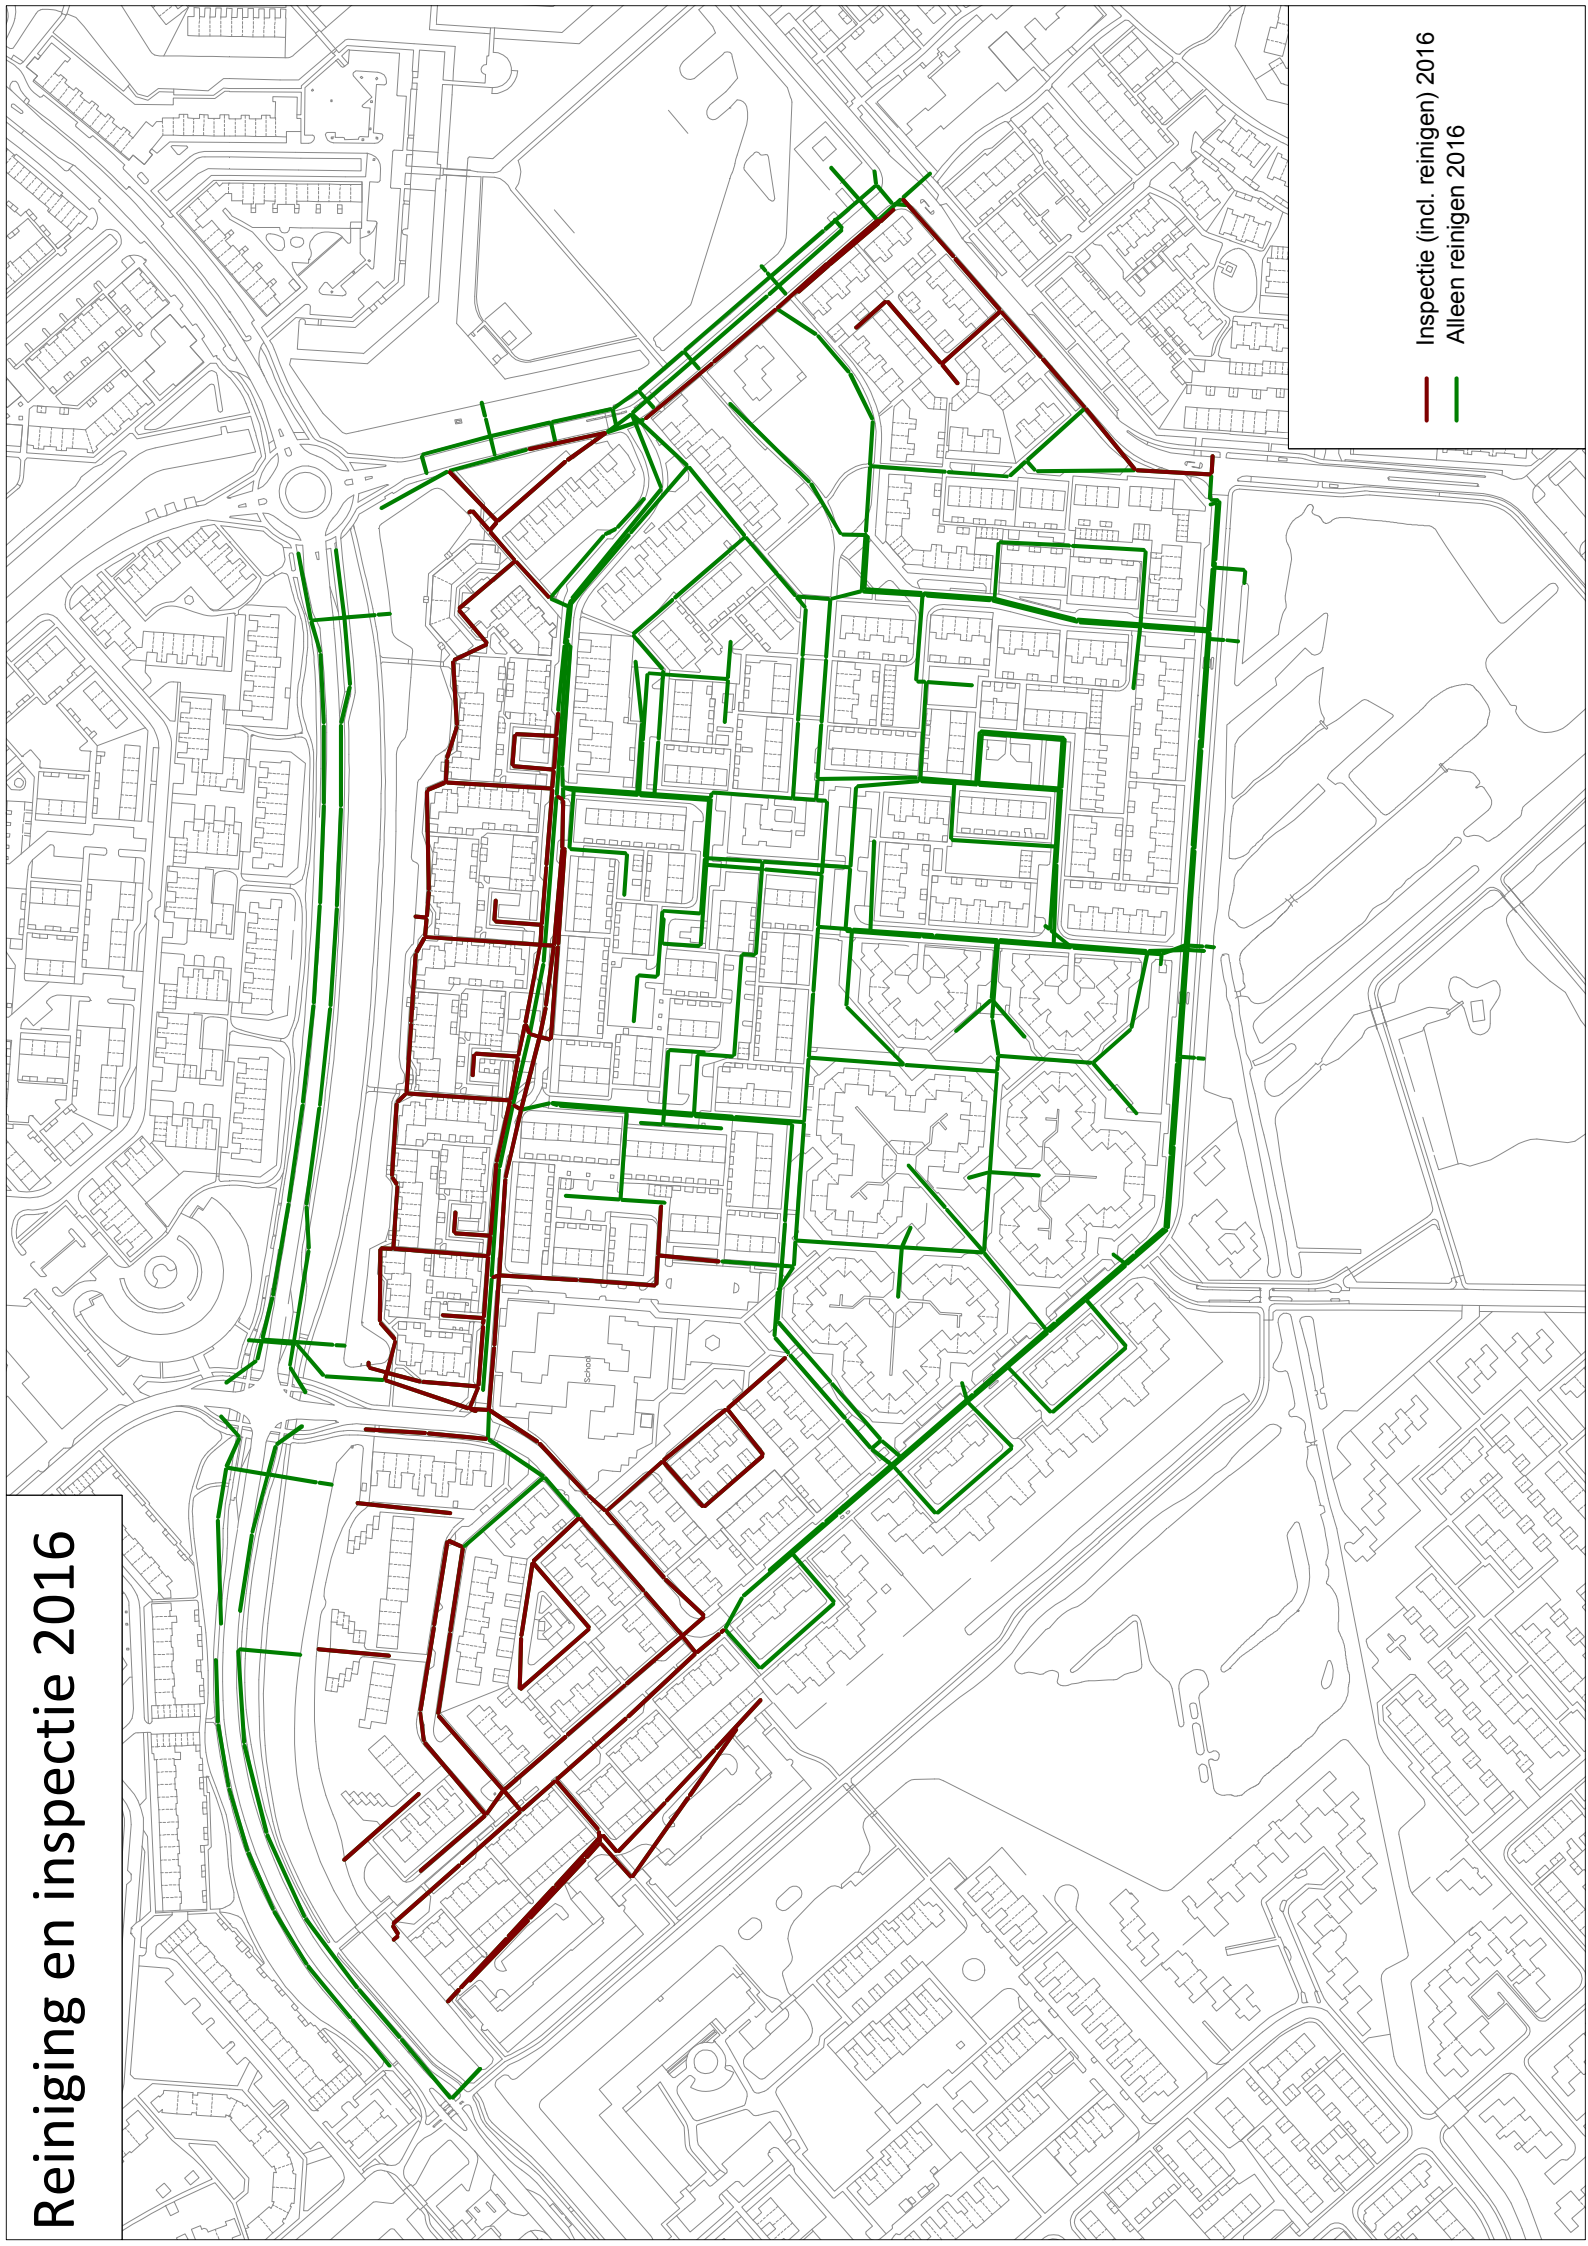 Reiniging en inspectie 2016
School
Inspectie (incl. reinigen) 2016
Alleen reinigen 2016